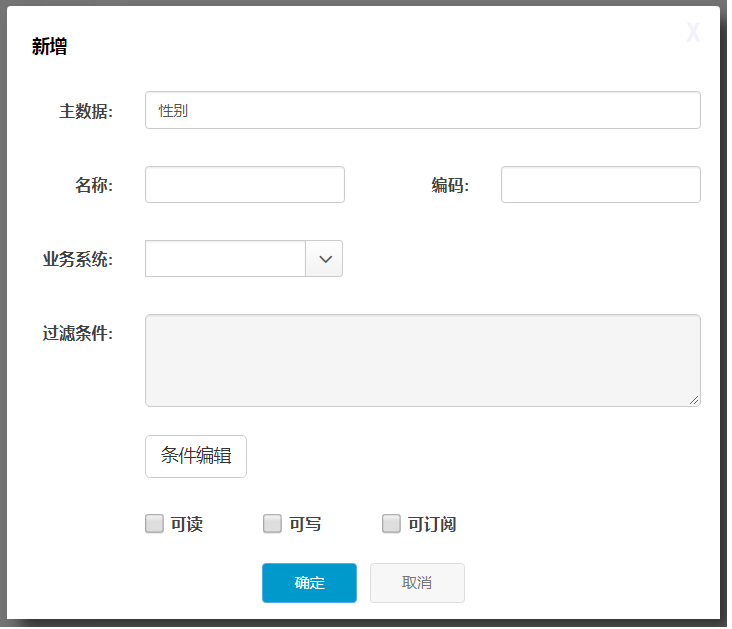 新增
X
主数据: 性别
名称: 编码:
业务系统:
过滤条件:
条件编辑
可读 可写 可订阅
确定 取消